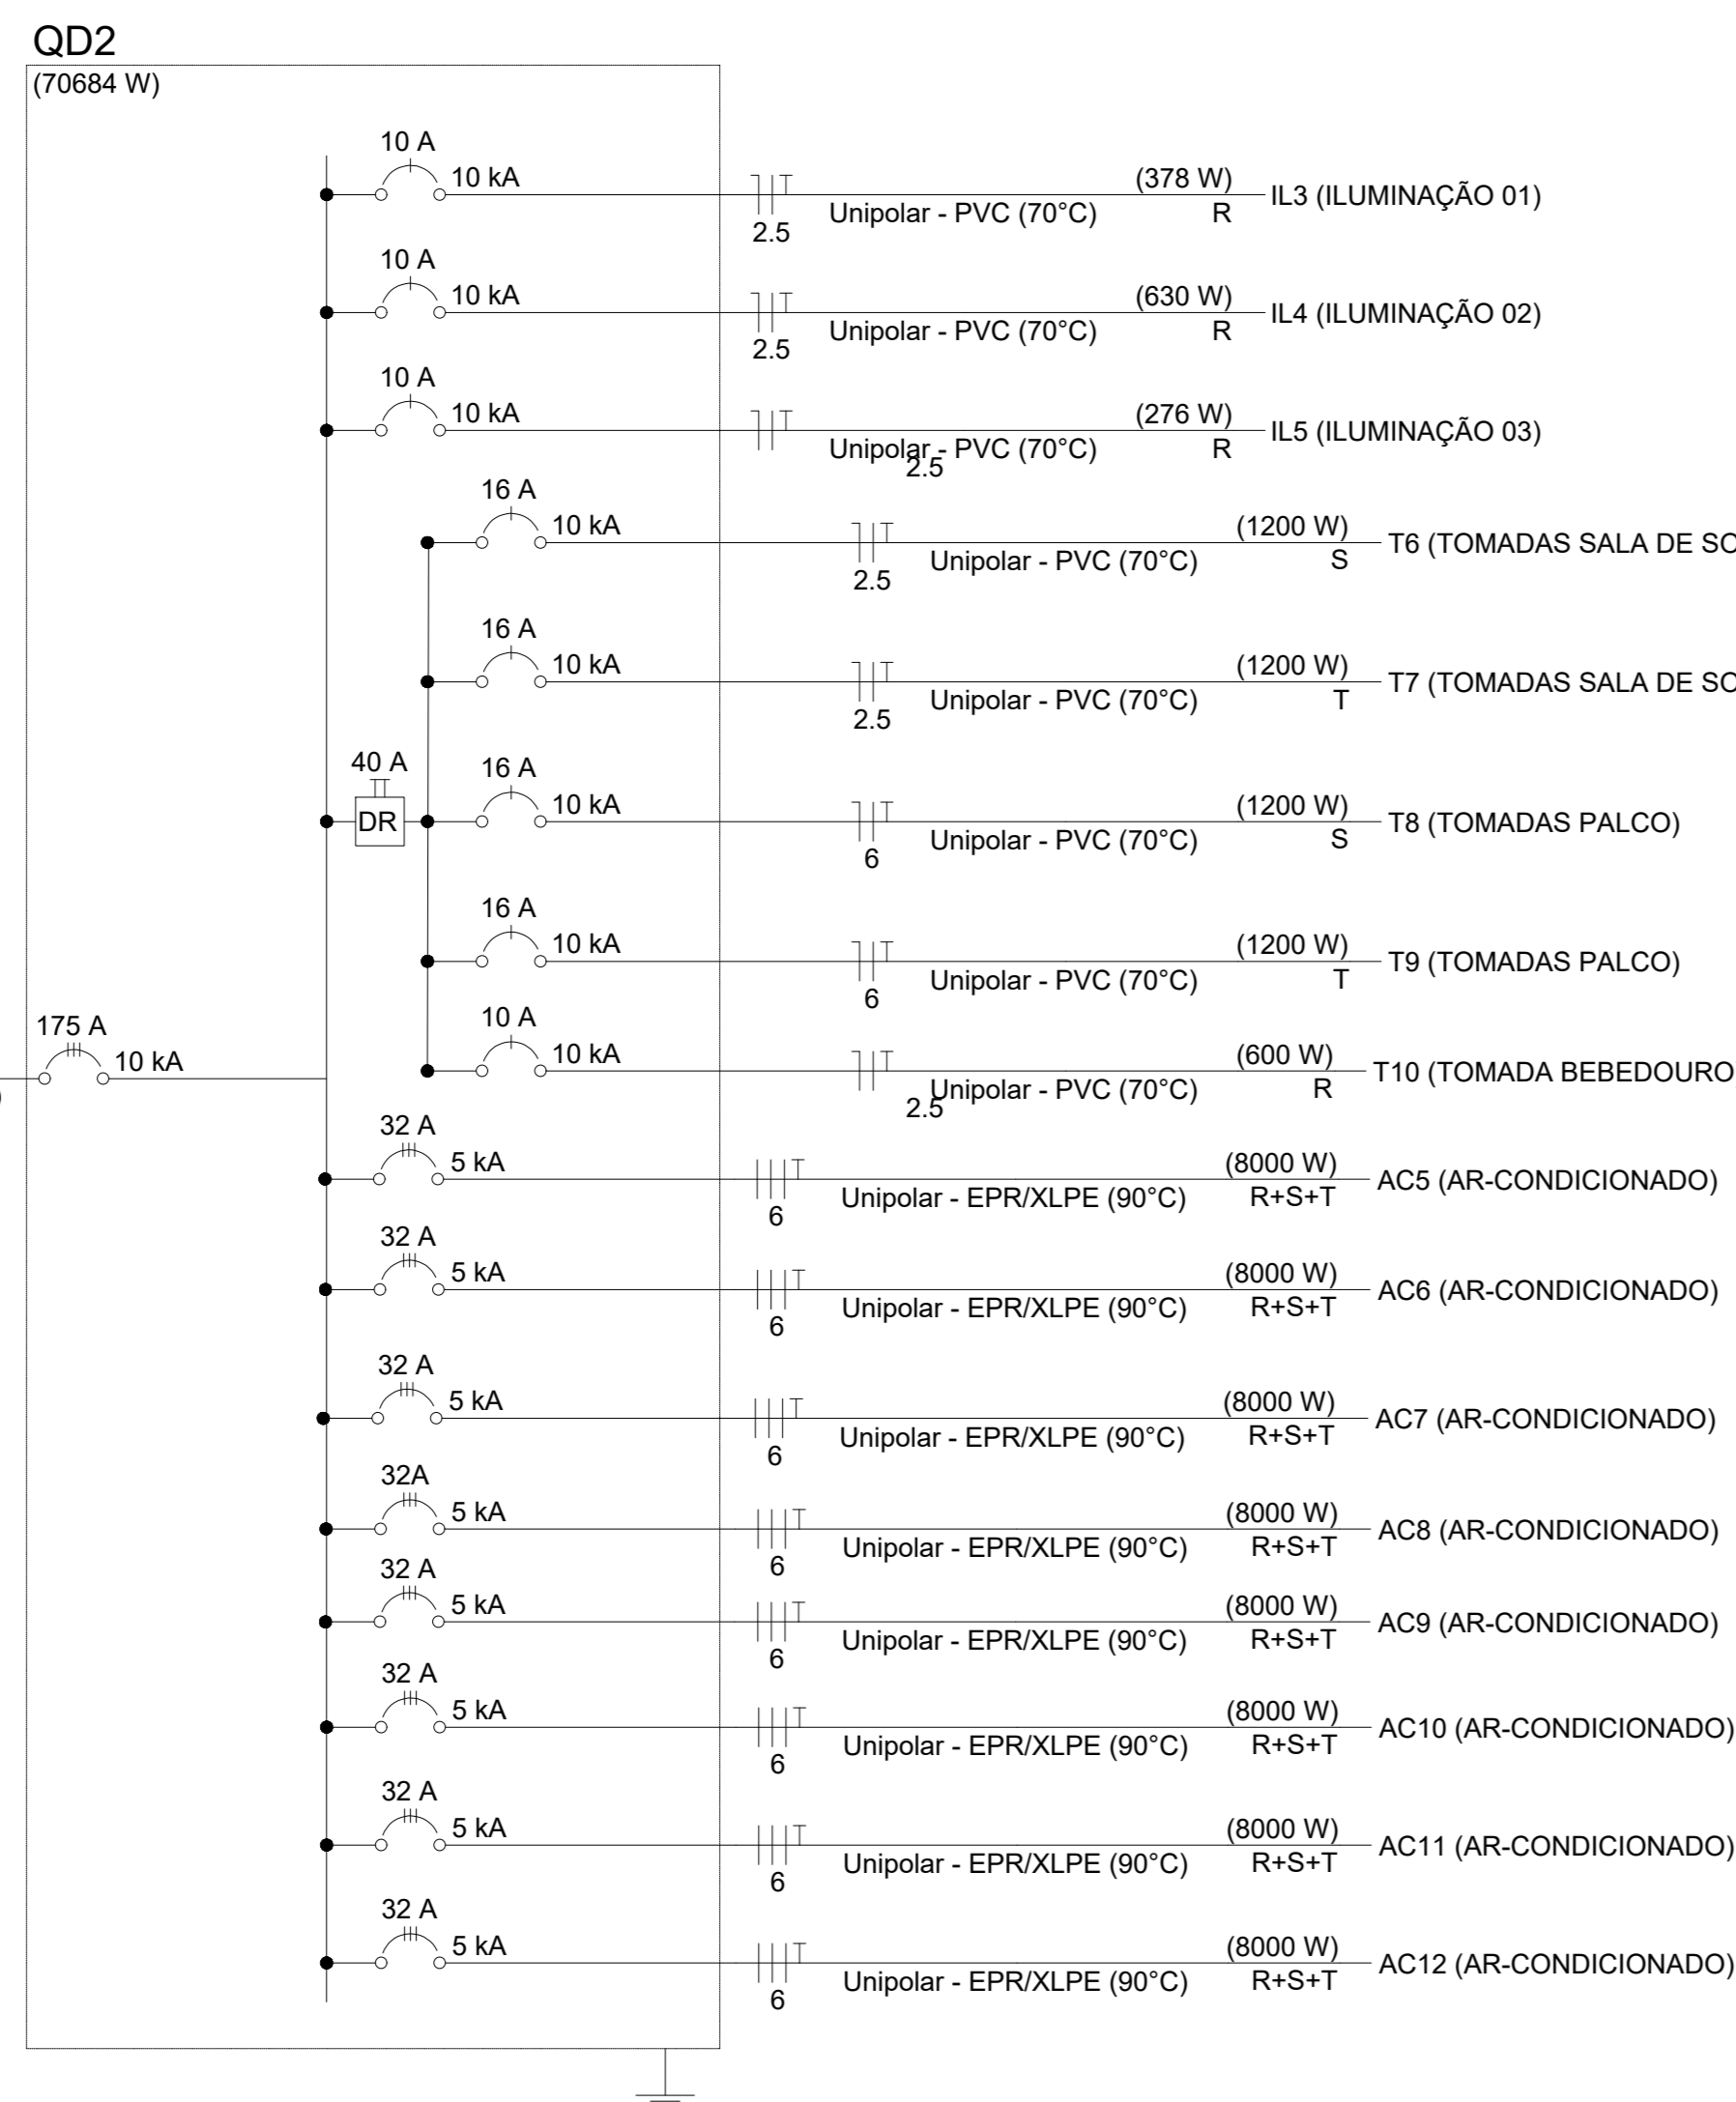 QD2
(70684 W)
10 A
10 kA
2.5
Unipolar - PVC (70°C)
(378 W)
R
IL3 (ILUMINAÇÃO 01)
10 A
10 kA
2.5
Unipolar - PVC (70°C)
(630 W)
R
IL4 (ILUMINAÇÃO 02)
10 A
10 kA
2.5
Unipolar - PVC (70°C)
(276 W)
R
IL5 (ILUMINAÇÃO 03)
16 A
10 kA
2.5
Unipolar - PVC (70°C)
(1200 W)
S
T6 (TOMADAS SALA DE
16 A
10 kA
2.5
Unipolar - PVC (70°C)
(1200 W)
T
T7 (TOMADAS SALA DE
40 A
DR
16 A
10 kA
6
Unipolar - PVC (70°C)
(1200 W)
S
T8 (TOMADAS PALCO)
16 A
10 kA
6
Unipolar - PVC (70°C)
(1200 W)
T
T9 (TOMADAS PALCO)
175 A
10 kA
10 A
10 kA
2.5
Unipolar - PVC (70°C)
(600 W)
R
T10 (TOMADA BEBEDOURO
32 A
5 kA
6
Unipolar - EPR/XLPE (90°C)
(8000 W)
R+S+T
AC5 (AR-CONDICIONADO)
32 A
5 kA
6
Unipolar - EPR/XLPE (90°C)
(8000 W)
R+S+T
AC6 (AR-CONDICIONADO)
32 A
5 kA
6
Unipolar - EPR/XLPE (90°C)
(8000 W)
R+S+T
AC7 (AR-CONDICIONADO)
32A
5 kA
6
Unipolar - EPR/XLPE (90°C)
(8000 W)
R+S+T
AC8 (AR-CONDICIONADO)
32 A
5 kA
6
Unipolar - EPR/XLPE (90°C)
(8000 W)
R+S+T
AC9 (AR-CONDICIONADO)
32 A
5 kA
6
Unipolar - EPR/XLPE (90°C)
(8000 W)
R+S+T
AC10 (AR-CONDICIONADO)
32 A
5 kA
6
Unipolar - EPR/XLPE (90°C)
(8000 W)
R+S+T
AC11 (AR-CONDICIONADO)
32 A
5 kA
6
Unipolar - EPR/XLPE (90°C)
(8000 W)
R+S+T
AC12 (AR-CONDICIONADO)